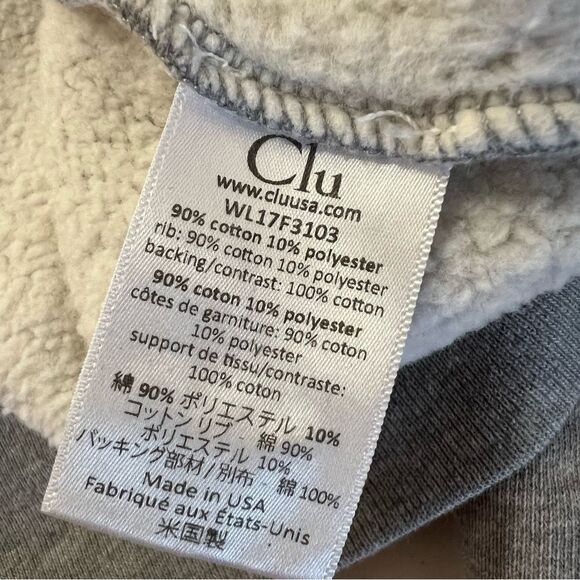 Clu
www.cluusa.com
WL17F3103
90% cotton 10% polyester
rib: 90% cotton 10% polyester
backing/contrast: 100% cotton
90% coton 10% polyester
côtes de garniture: 90% coton
10% polyester
support de tissu/contraste:
100% coton
綿 90% ポリエステル 10%
コットン リブ : 綿 90%
ポリエステル 10%
パッキング部材/別布 綿 100%
Made in USA
Fabriqué aux États-Unis
米国製